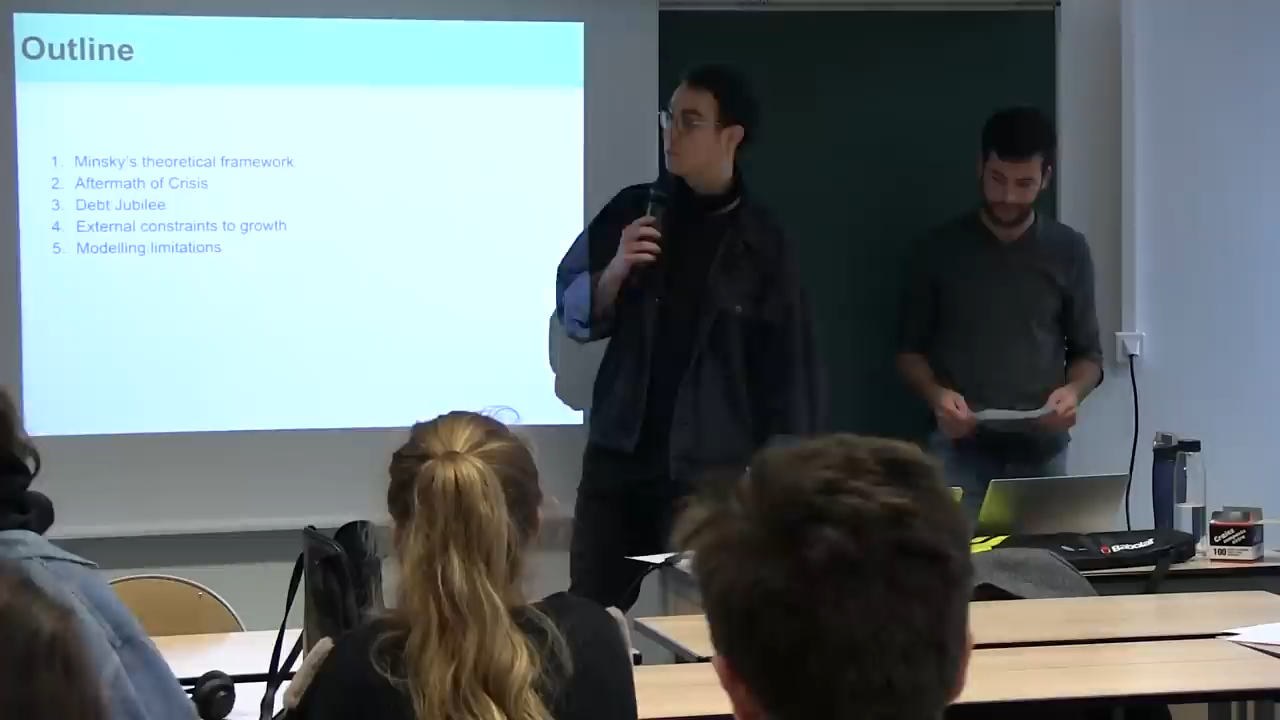 Outline
1. Minsky's theoretical framework
2. Aftermath of Crisis
3. Debt Jubilee
4. External constraints to growth
5. Modelling limitations
Babolat
Craies
100